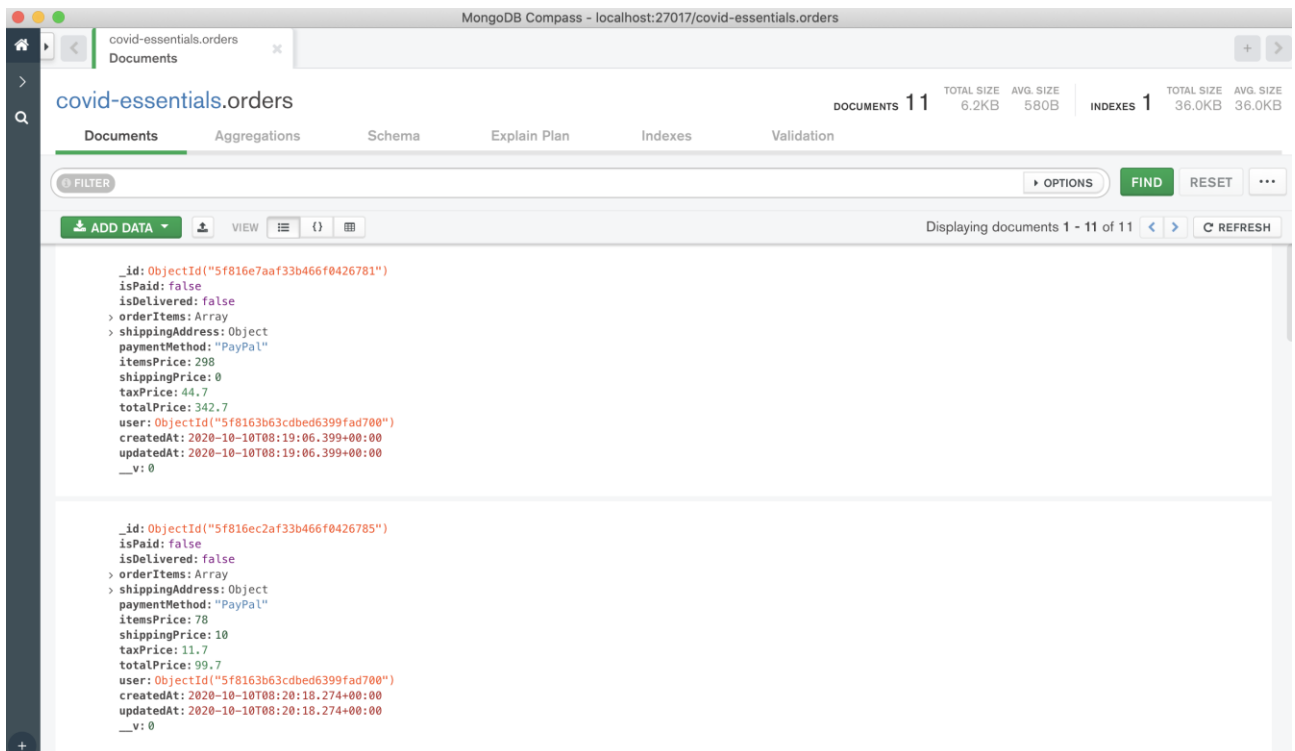 MongoDB Compass - localhost:27017/covid-essentials.orders
covid-essentials.orders
Documents
covid-essentials.orders
DOCUMENTS 11 TOTAL SIZE 6.2KB AVG. SIZE 580B INDEXES 1 TOTAL SIZE 36.0KB AVG. SIZE 36.0KB
Documents Aggregations Schema Explain Plan Indexes Validation
FILTER OPTIONS FIND RESET ...
ADD DATA VIEW {} Displaying documents 1 - 11 of 11 < > REFRESH
_id: ObjectId("5f816e7aaf33b466f0426781")
isPaid: false
isDelivered: false
> orderItems: Array
> shippingAddress: Object
paymentMethod: "PayPal"
itemsPrice: 298
shippingPrice: 0
taxPrice: 44.7
totalPrice: 342.7
user: ObjectId("5f8163b63cdbed6399fad700")
createdAt: 2020-10-10T08:19:06.399+00:00
updatedAt: 2020-10-10T08:19:06.399+00:00
__v: 0
_id: ObjectId("5f816ec2af33b466f0426785")
isPaid: false
isDelivered: false
> orderItems: Array
> shippingAddress: Object
paymentMethod: "PayPal"
itemsPrice: 78
shippingPrice: 10
taxPrice: 11.7
totalPrice: 99.7
user: ObjectId("5f8163b63cdbed6399fad700")
createdAt: 2020-10-10T08:20:18.274+00:00
updatedAt: 2020-10-10T08:20:18.274+00:00
__v: 0